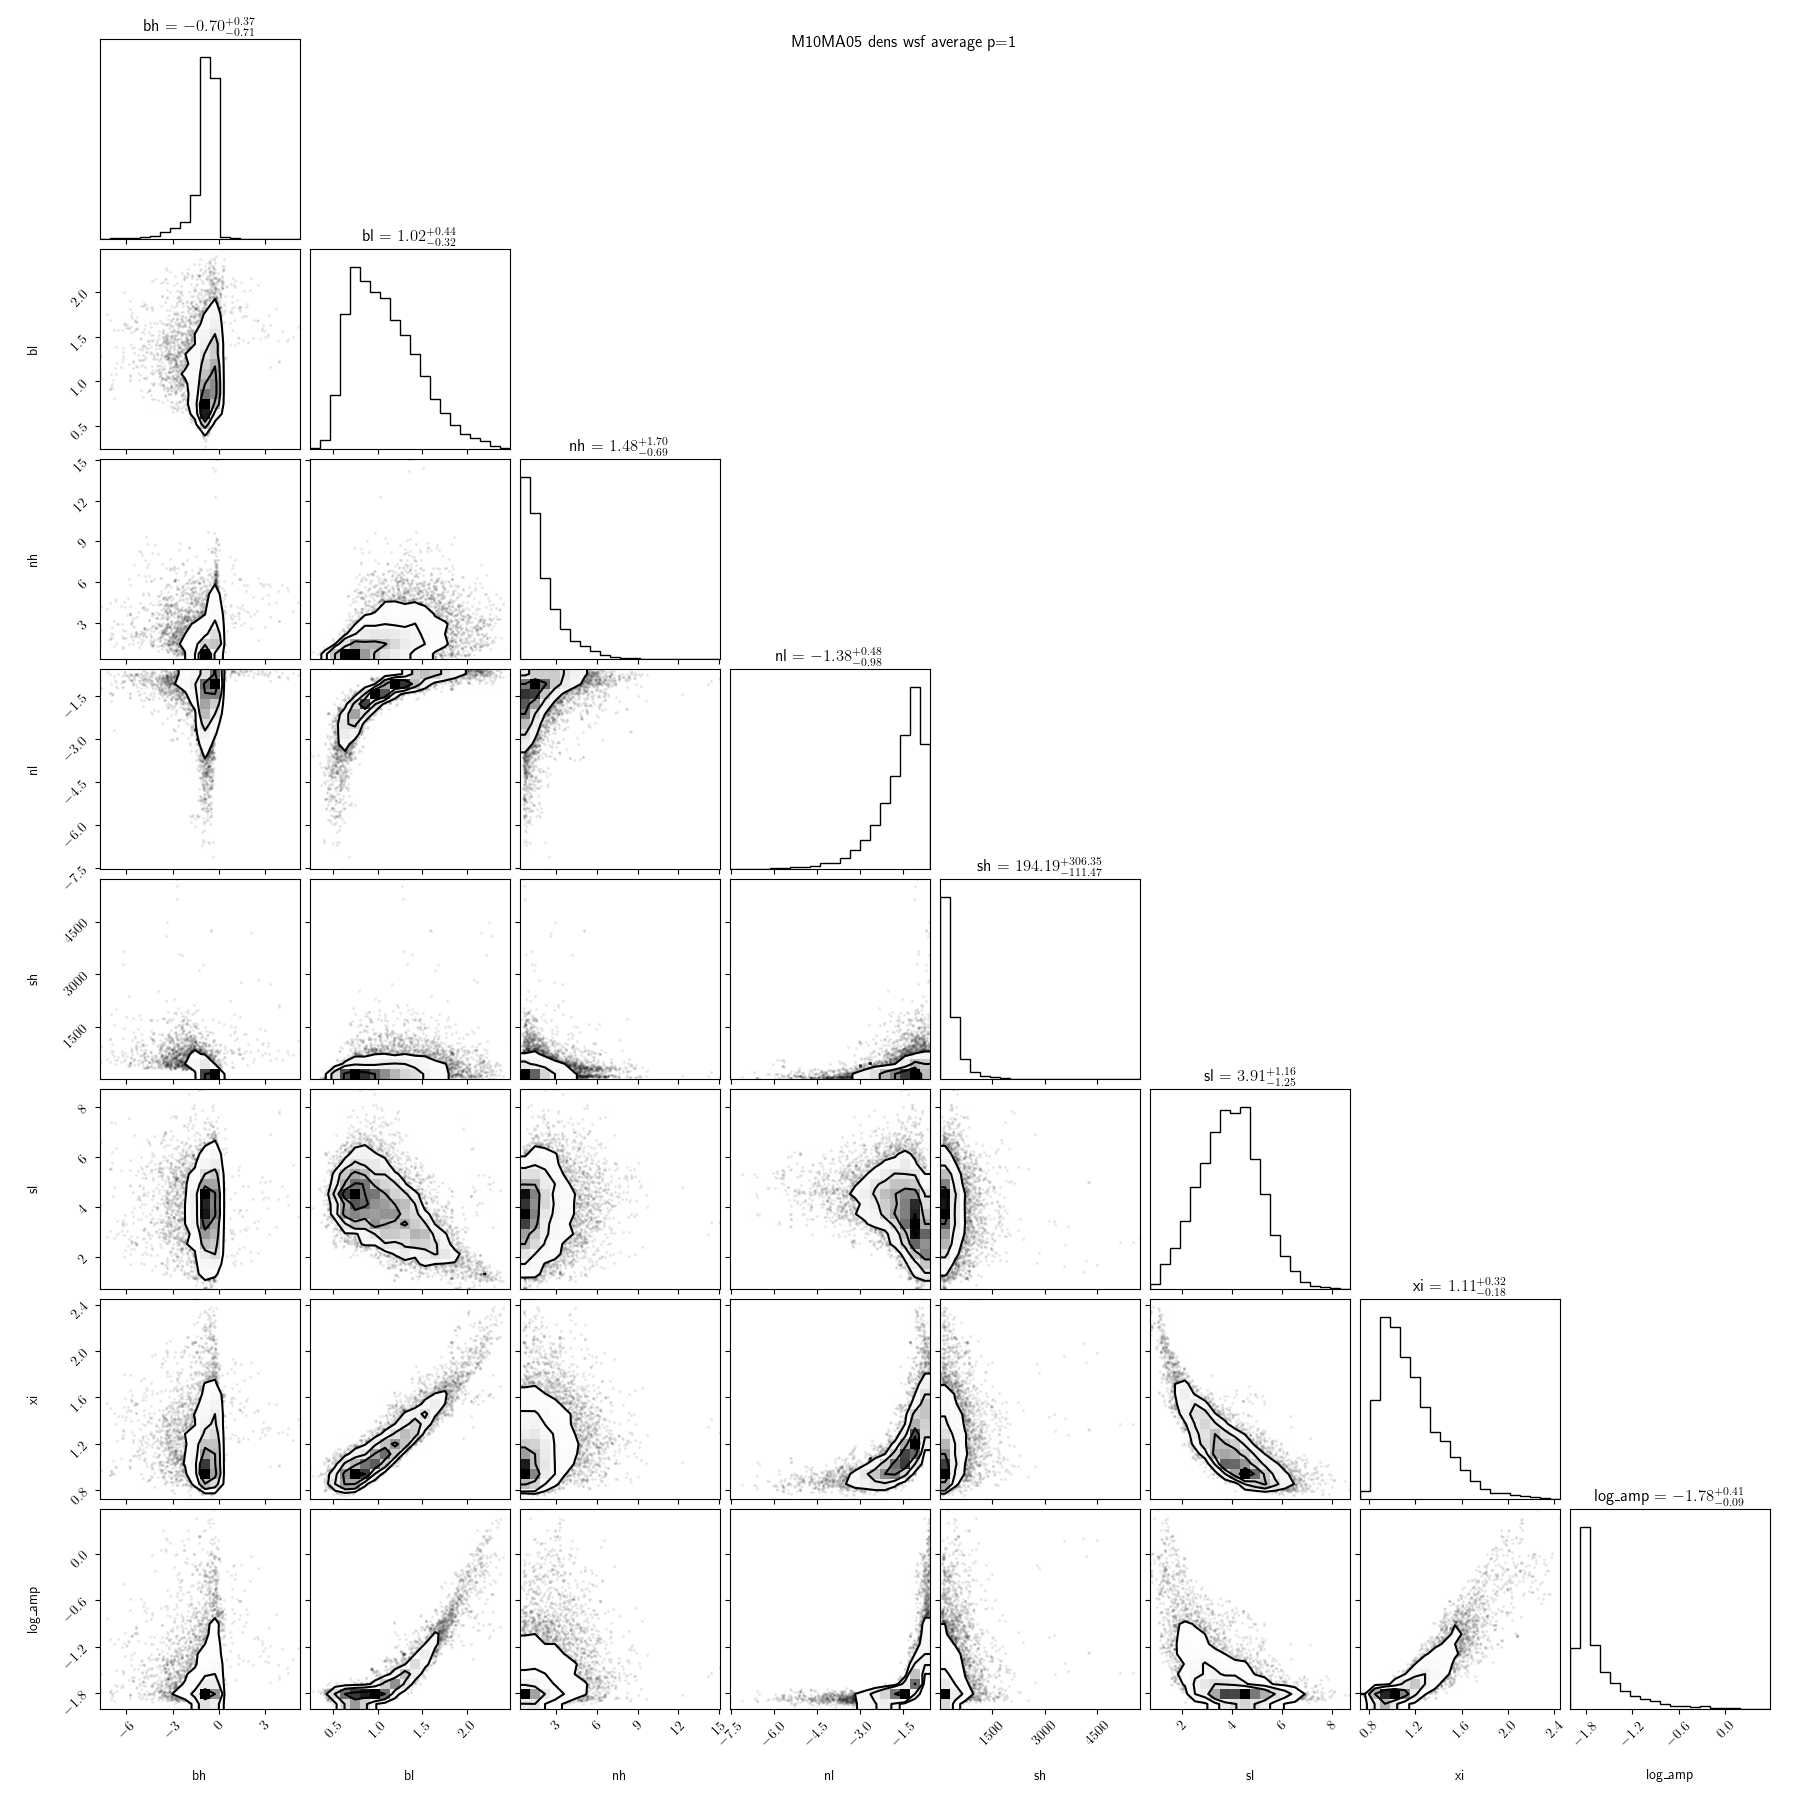 bh = −0.70+0.37−0.71
M10MA05 dens wsf average p=1
bl = 1.02+0.44−0.32
2.0
1.5
1.0
0.5
bl
nh = 1.48+1.70−0.69
15
12
9
6
3
nh
nl = −1.38+0.48−0.98
−1.5
−3.0
−4.5
−6.0
−7.5
nl
sh = 194.19+306.35−111.47
4500
3000
1500
sh
sl = 3.91+1.16−1.25
8
6
4
2
sl
xi = 1.11+0.32−0.18
2.4
2.0
1.6
1.2
0.8
xi
log_amp = −1.78+0.41−0.09
0.0
−0.6
−1.2
−1.8
log_amp
−6 −3 0 3 0.5 1.0 1.5 2.0 3 6 9 12 15 −7.5 −6.0 −4.5 −3.0 −1.5 1500 3000 4500 2 4 6 8 0.8 1.2 1.6 2.0 2.4 −1.8 −1.2 −0.6 0.0
bh bl nh nl sh sl xi log_amp